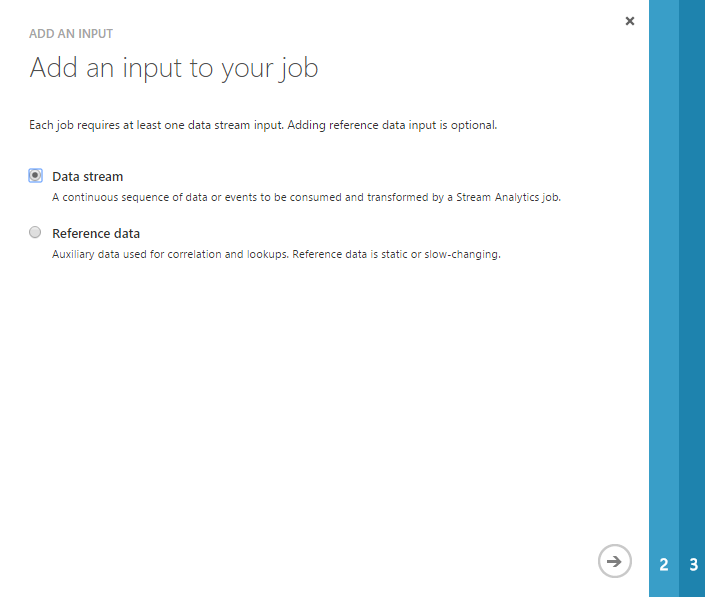 ADD AN INPUT
Add an input to your job
Each job requires at least one data stream input. Adding reference data input is optional.
Data stream
A continuous sequence of data or events to be consumed and transformed by a Stream Analytics job.
Reference data
Auxiliary data used for correlation and lookups. Reference data is static or slow-changing.
2 3